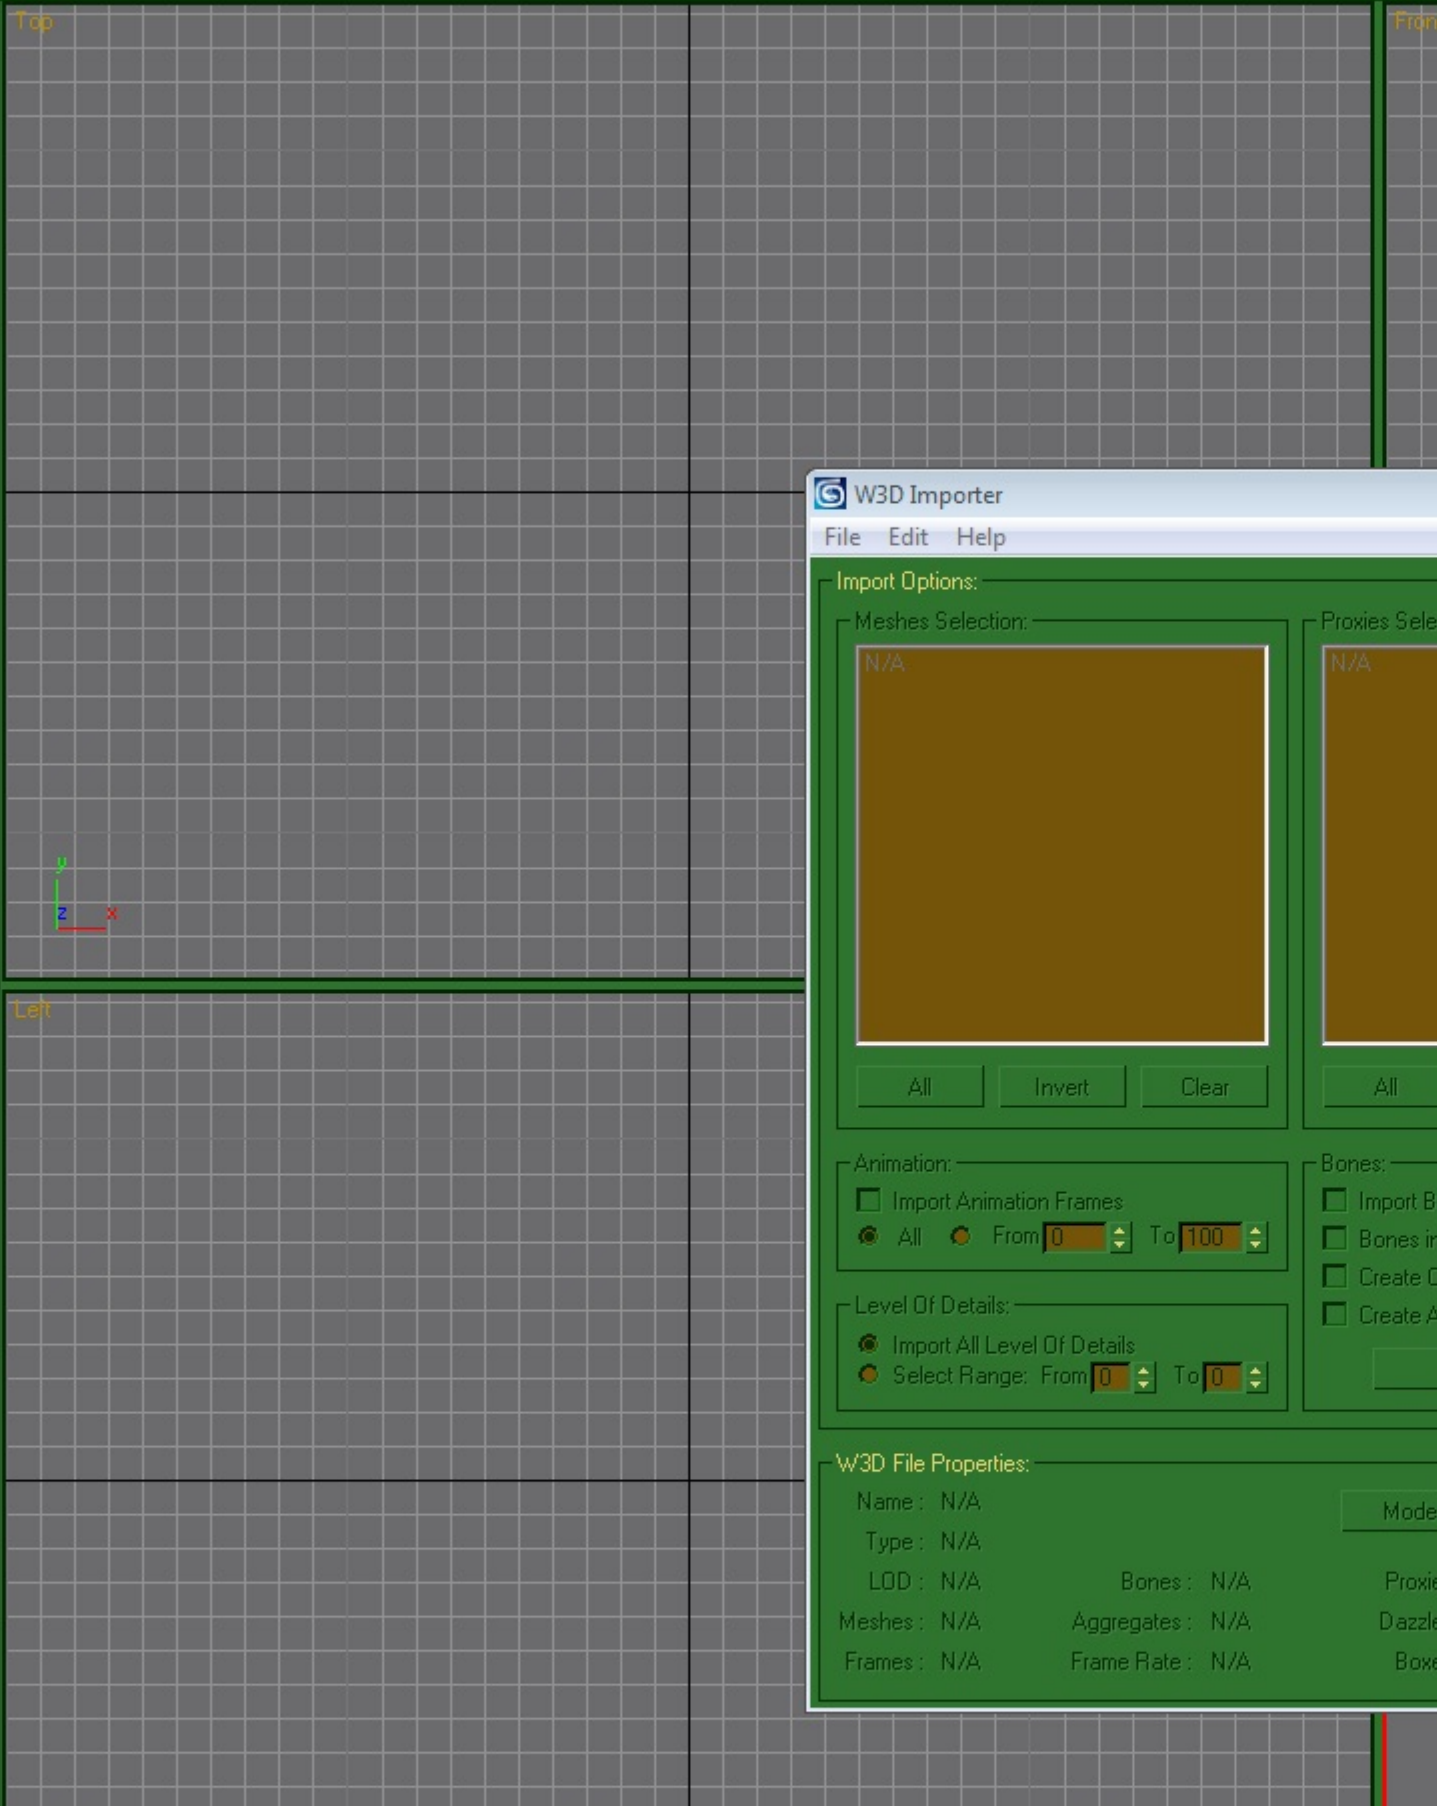 Top
Fron
W3D Importer
File Edit Help
Import Options:
Meshes Selection: Proxies Sele
N/A N/A
y
z x
Left
All Invert Clear All
Animation: Bones:
Import Animation Frames Import B
All From 0 To 100 Bones in
Create C
Level Of Details: Create A
Import All Level Of Details
Select Range: From 0 To 0
W3D File Properties:
Name : N/A Mode
Type : N/A
LOD : N/A Bones : N/A Proxie
Meshes : N/A Aggregates : N/A Dazzle
Frames : N/A Frame Rate : N/A Boxe